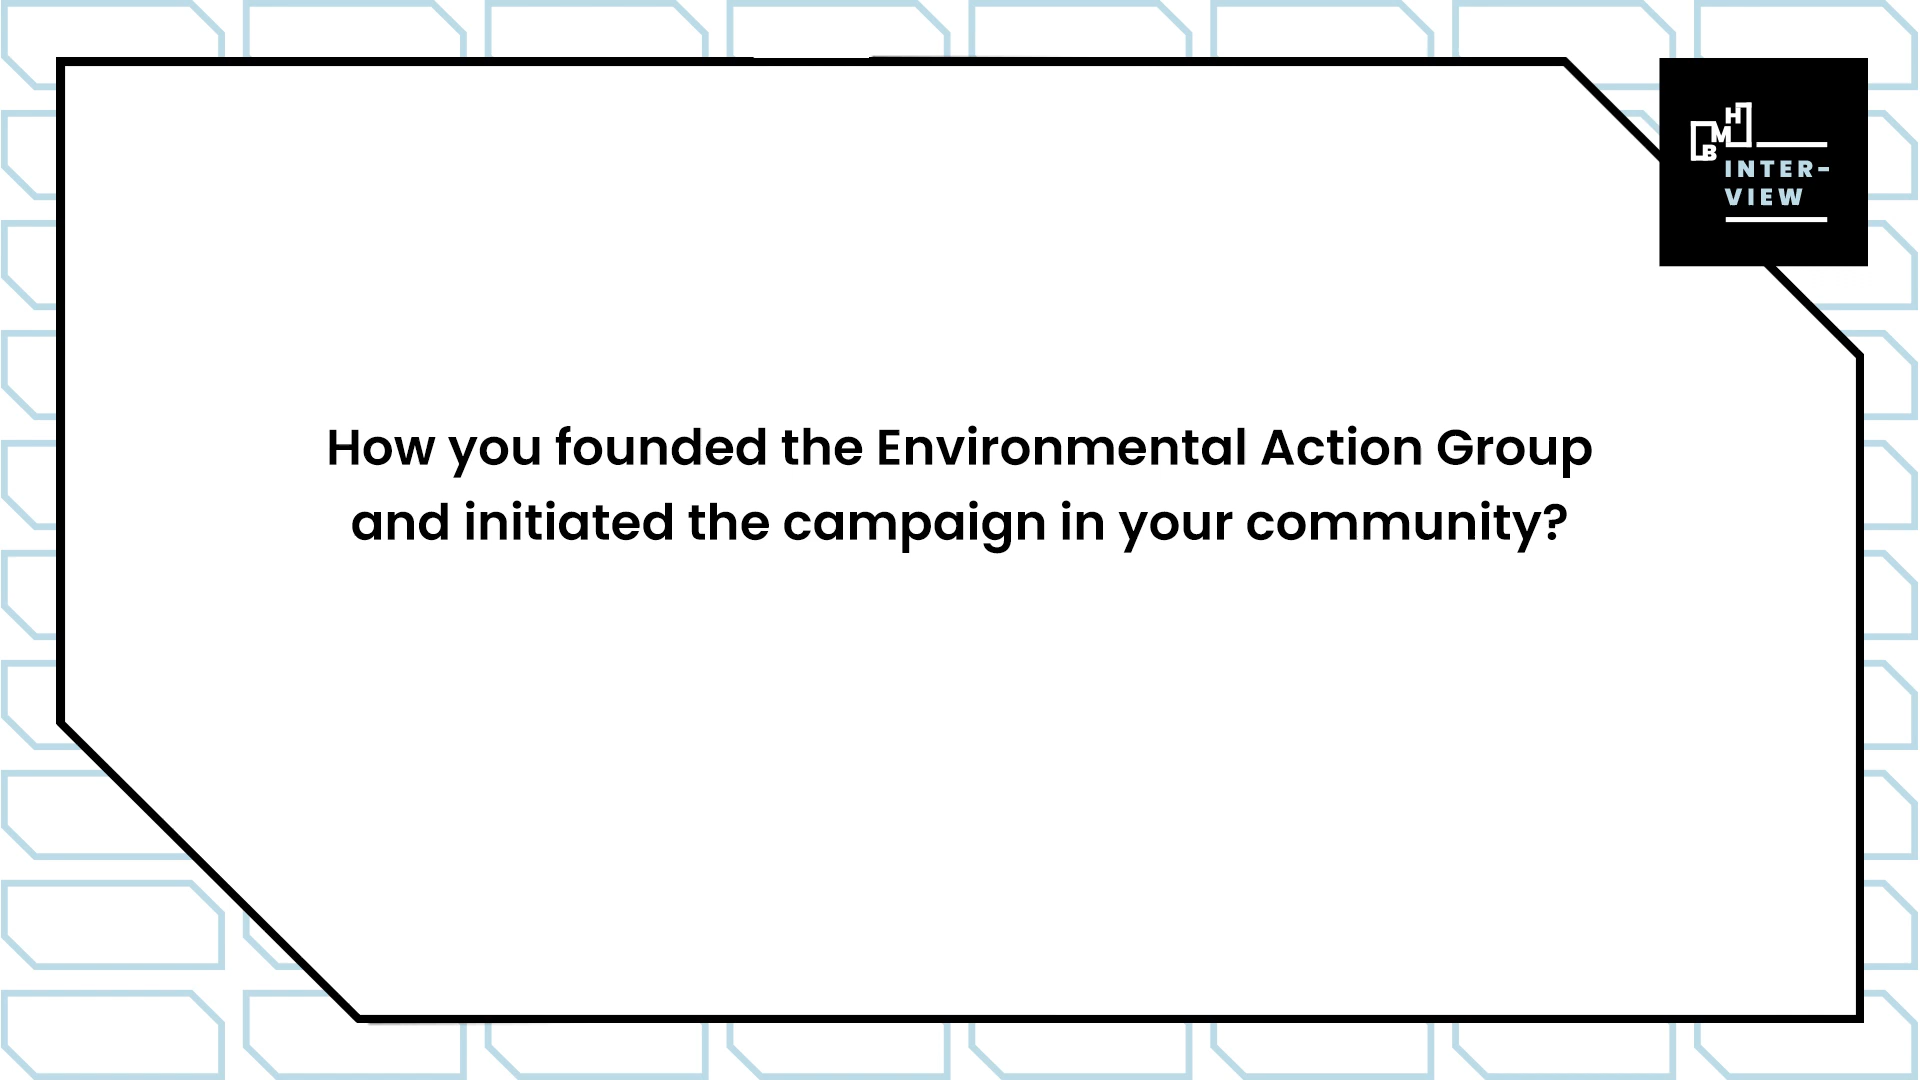 H
M
B
INTER-
VIEW
How you founded the Environmental Action Group
and initiated the campaign in your community?